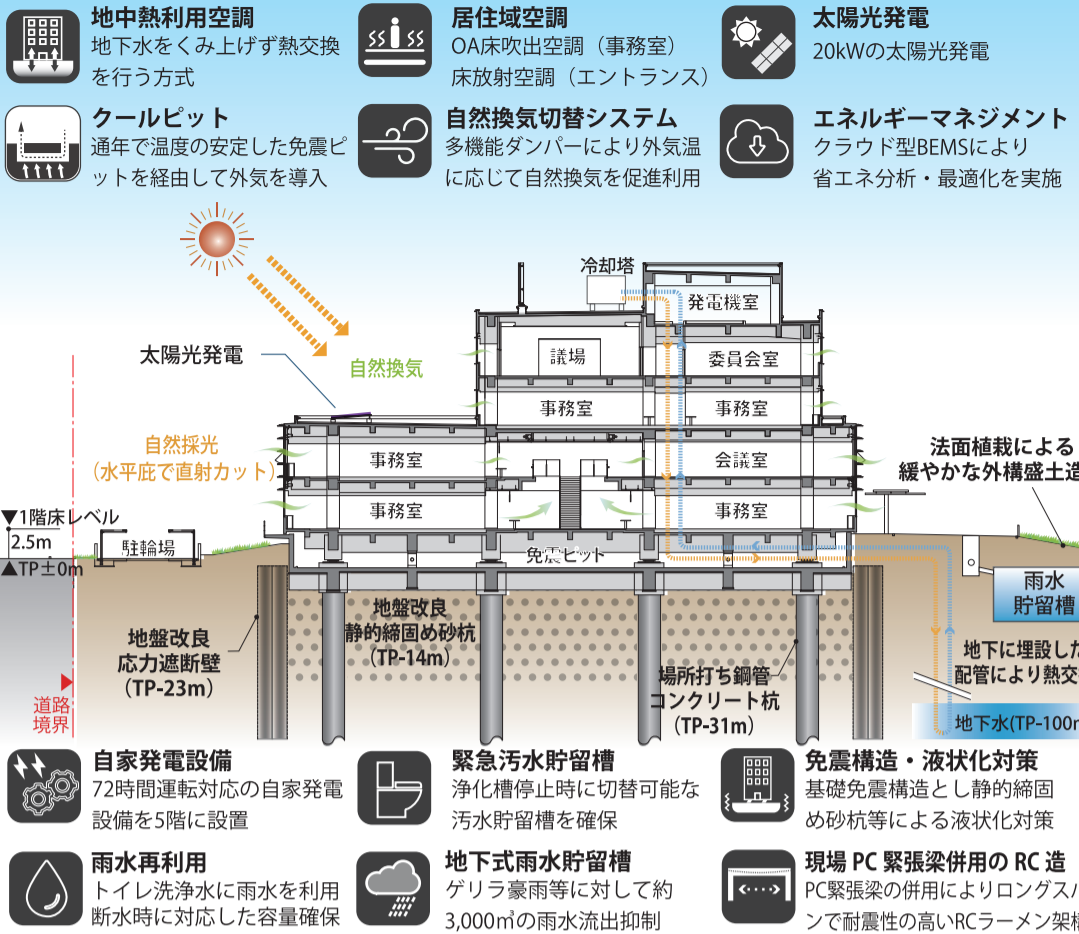 地中熱利用空調
地下水をくみ上げず熱交換
を行う方式
居住域空調
OA床吹出空調（事務室）
床放射空調（エントランス）
太陽光発電
20kWの太陽光発電
クールピット
通年で温度の安定した免震ピ
ットを経由して外気を導入
自然換気切替システム
多機能ダンパーにより外気温
に応じて自然換気を促進利用
エネルギーマネジメント
クラウド型BEMSにより
省エネ分析・最適化を実施
冷却塔
発電機室
太陽光発電
自然換気
議場
委員会室
事務室
事務室
自然採光
（水平庇で直射カット）
事務室
会議室
法面植栽による
緩やかな外構盛土造
事務室
事務室
▼1階床レベル
2.5m
▲TP±0m
駐輪場
免震ピット
雨水
貯留槽
地盤改良
静的締固め砂杭
（TP-14m）
地盤改良
応力遮断壁
（TP-23m）
場所打ち鋼管
コンクリート杭
（TP-31m）
地下に埋設した
配管により熱交
道路
境界
地下水(TP-100m
自家発電設備
72時間運転対応の自家発電
設備を5階に設置
緊急汚水貯留槽
浄化槽停止時に切替可能な
汚水貯留槽を確保
免震構造・液状化対策
基礎免震構造とし静的締固
め砂杭等による液状化対策
雨水再利用
トイレ洗浄水に雨水を利用
断水時に対応した容量確保
地下式雨水貯留槽
ゲリラ豪雨等に対して約
3,000㎥の雨水流出抑制
現場 PC 緊張梁併用の RC 造
PC緊張梁の併用によりロングスパ
ンで耐震性の高いRCラーメン架構